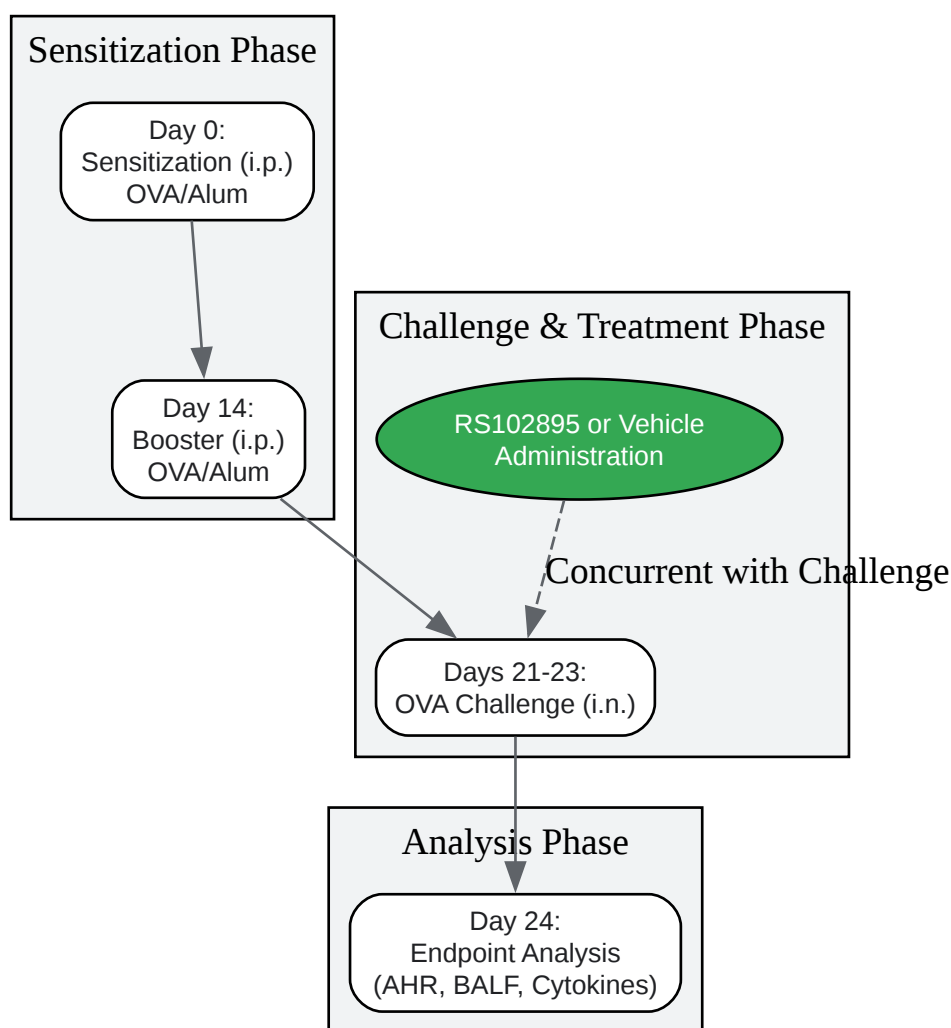 Sensitization Phase
Day 0:
Sensitization (i.p.)
OVA/Alum
Day 14:
Booster (i.p.)
OVA/Alum
Challenge & Treatment Phase
RS102895 or Vehicle
Administration
Concurrent with Challenge
Days 21-23:
OVA Challenge (i.n.)
Analysis Phase
Day 24:
Endpoint Analysis
(AHR, BALF, Cytokines)